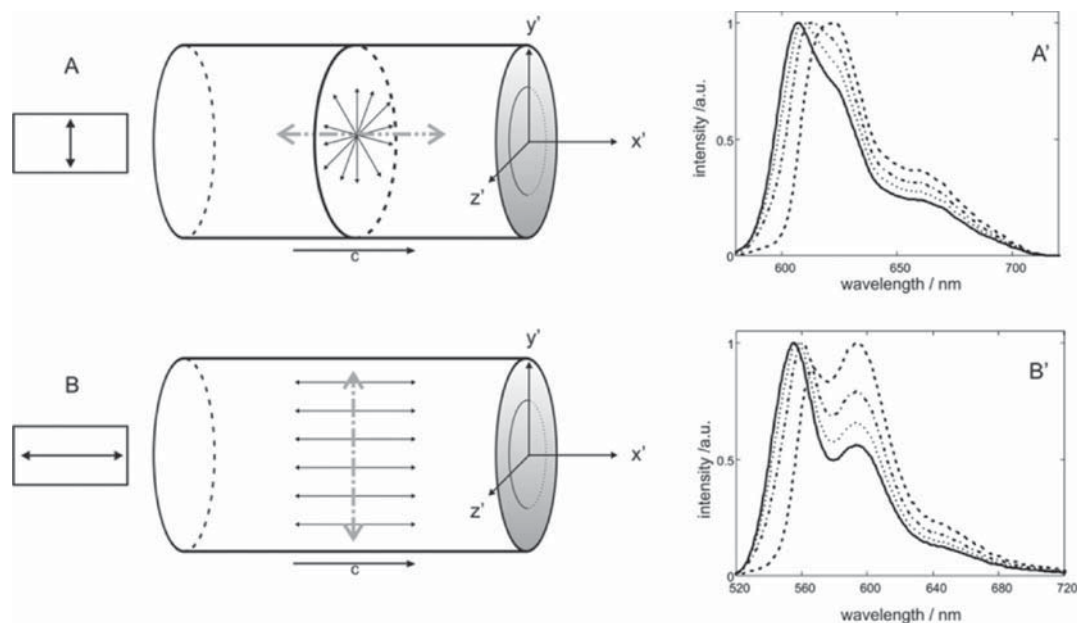 A
y'
x'
z'
c
A'
intensity /a.u.
1
0.5
0
600
650
700
wavelength / nm
B
y'
x'
z'
c
B'
intensity /a.u.
1
0.5
520
560
600
640
680
720
wavelength / nm